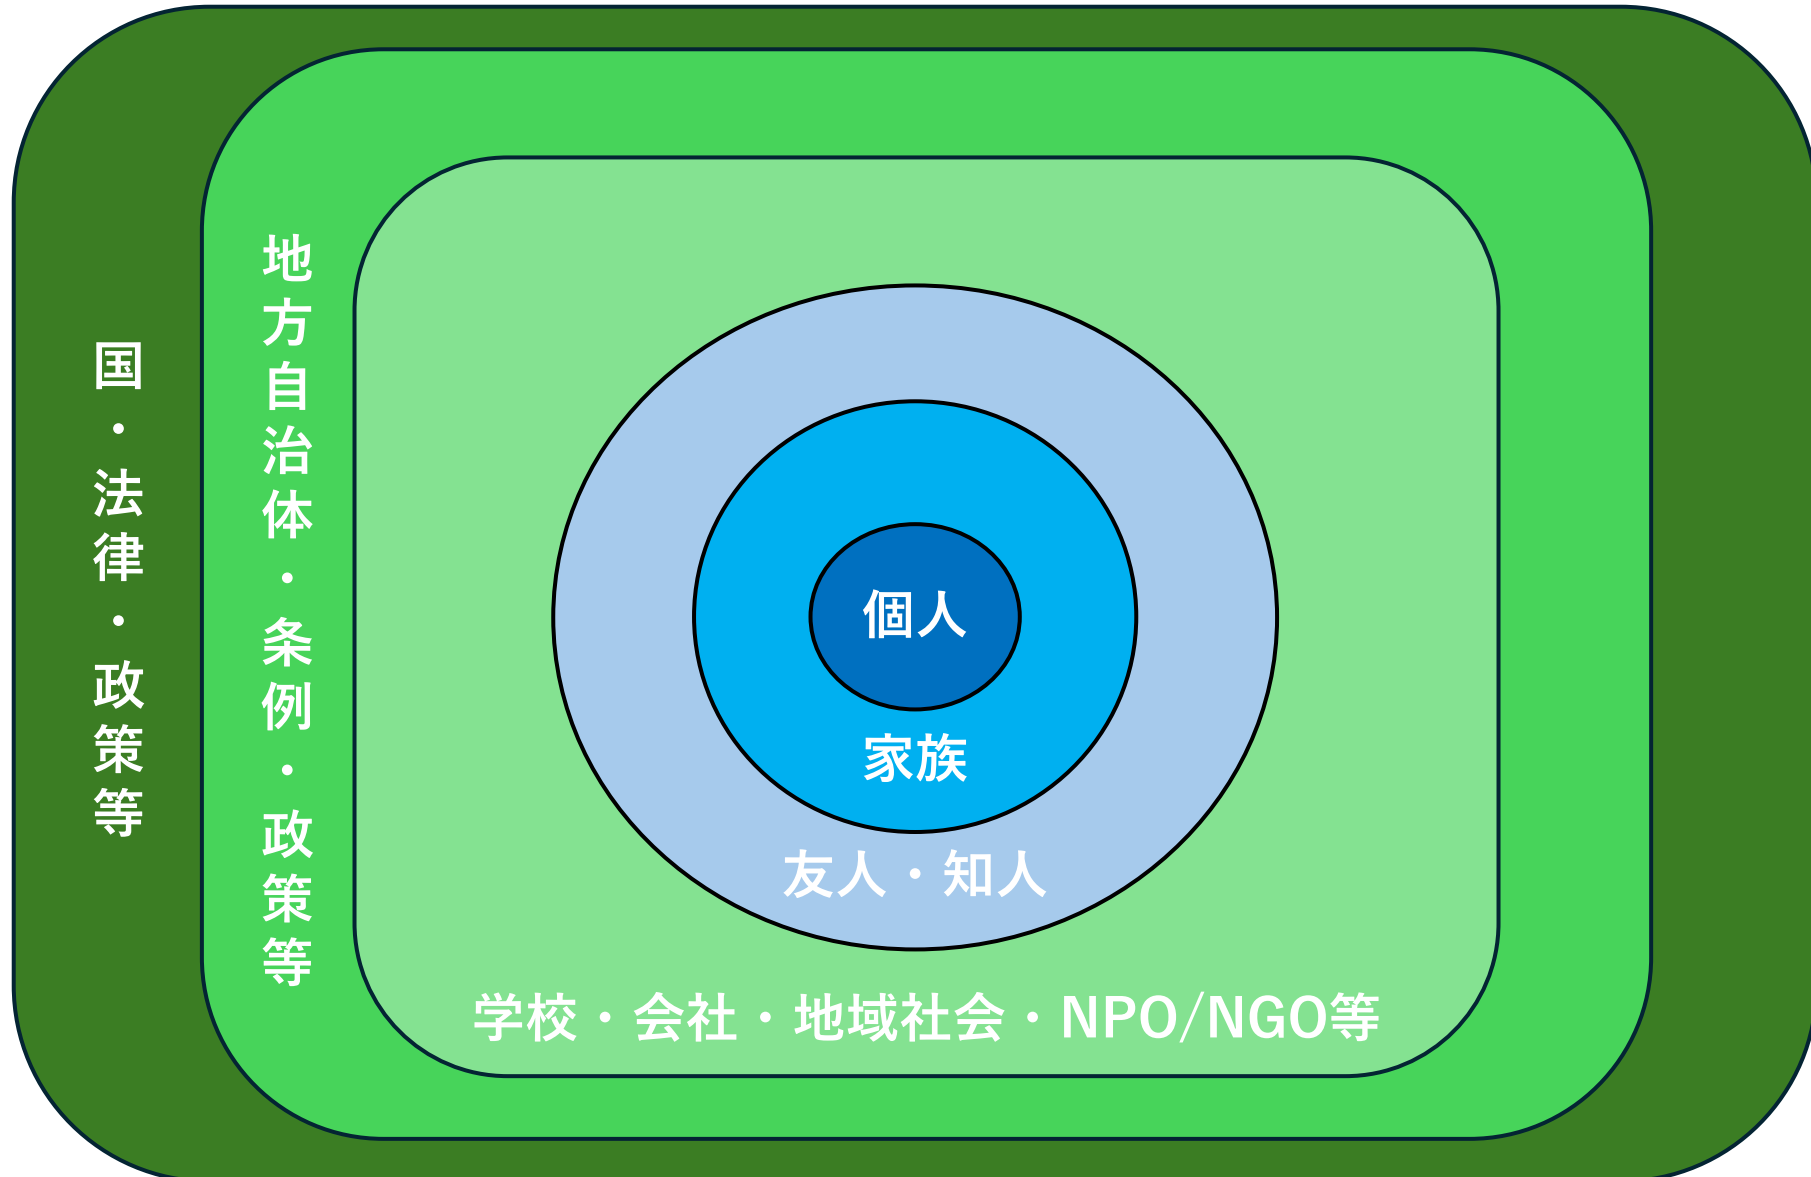 国・法律・政策等
地方自治体・条例・政策等
個人
家族
友人・知人
学校・会社・地域社会・NPO/NGO等